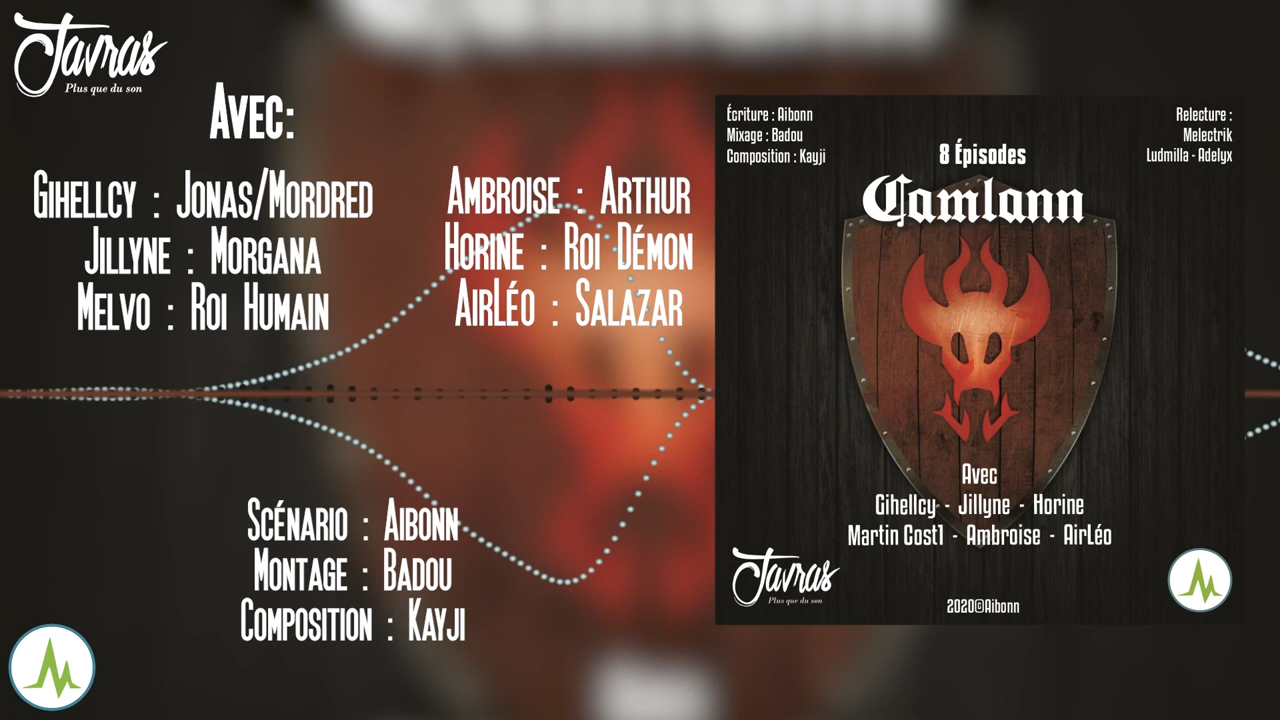 Javras
Plus que du son
Avec:
Gihellcy : Jonas/Mordred
Jillyne : Morgana
Melvo : Roi Humain
Ambroise : Arthur
Horine : Roi Démon
AirLéo : Salazar
Scénario : Aibonn
Montage : Badou
Composition : Kayji
Écriture : Aibonn
Mixage : Badou
Composition : Kayji
Relecture :
Melectrik
Ludmilla - Adelyx
8 Épisodes
Camlann
Avec
Gihellcy - Jillyne - Horine
Martin Cost1 - Ambroise - AirLéo
Javras
Plus que du son
2020©Aibonn